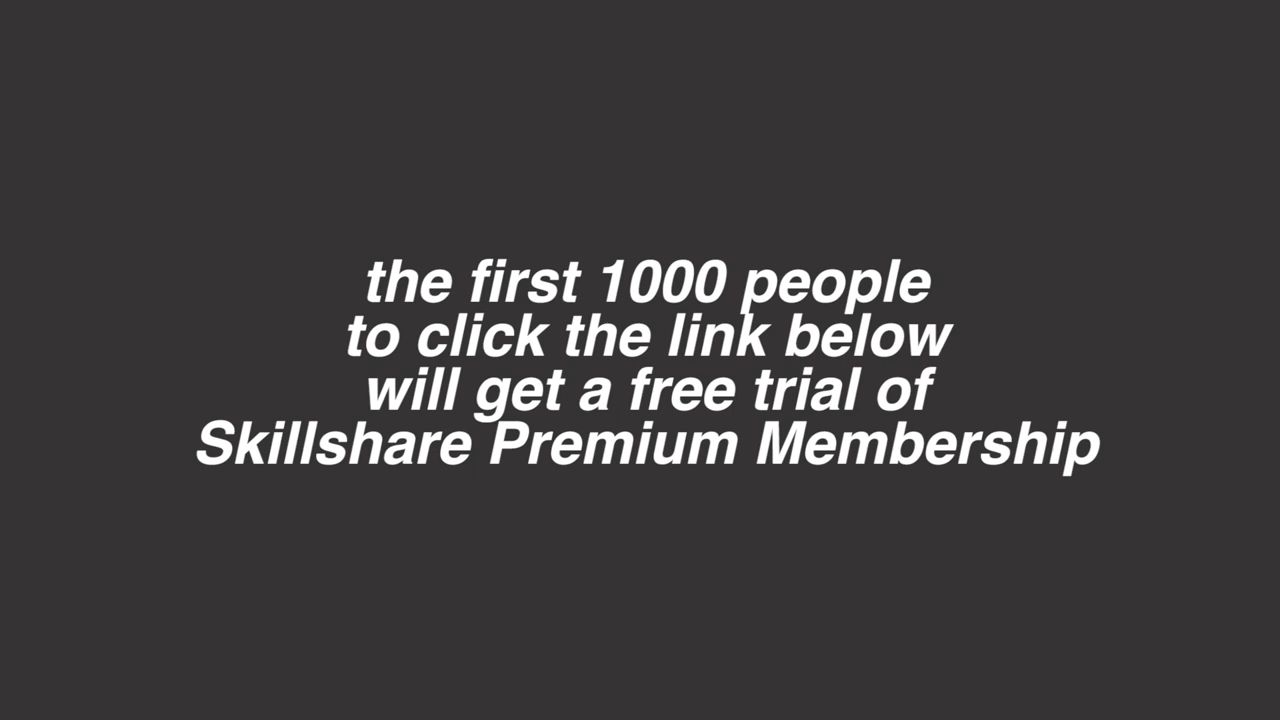 the first 1000 people
to click the link below
will get a free trial of
Skillshare Premium Membership